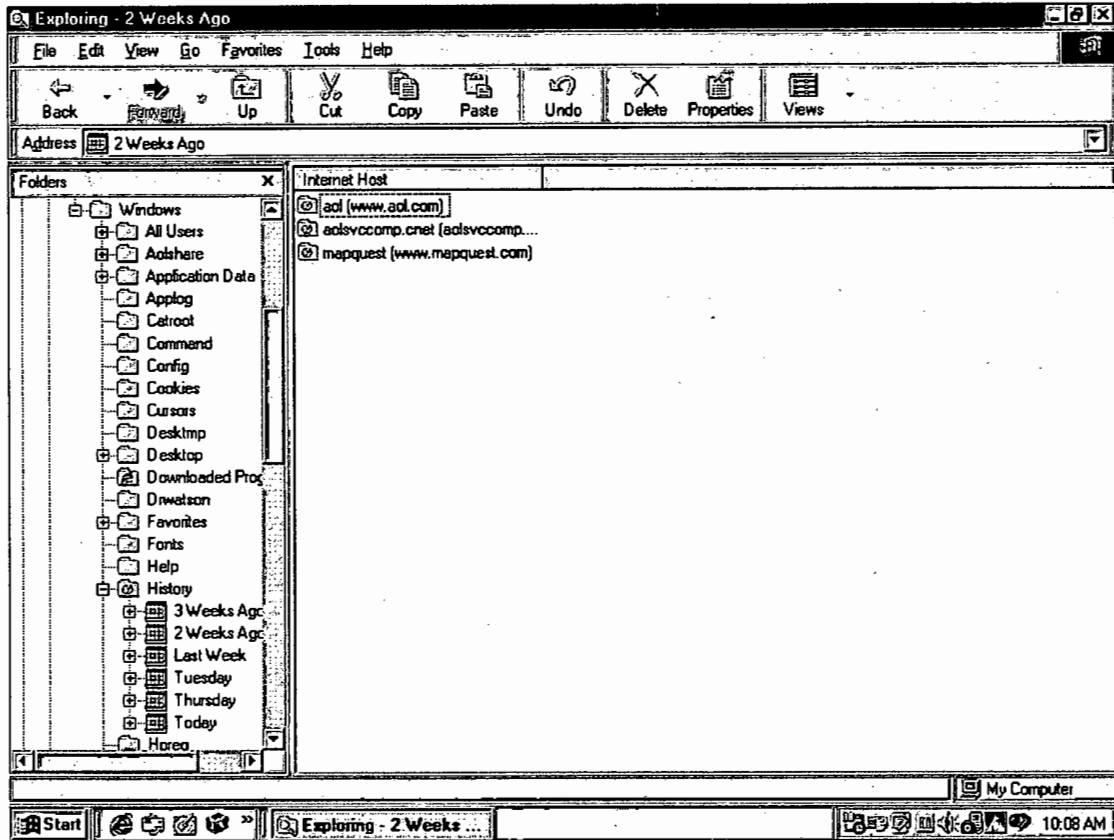 Exploring - 2 Weeks Ago
File Edit View Go Favorites Tools Help
Back Forward Up Cut Copy Paste Undo Delete Properties Views
Address 2 Weeks Ago
Folders x
Windows
All Users
Aolshare
Application Data
Applog
Catroot
Command
Config
Cookies
Cursors
Desktmp
Desktop
Downloaded Prog
Drwatson
Favorites
Fonts
Help
History
3 Weeks Ago
2 Weeks Ago
Last Week
Tuesday
Thursday
Today
Internet Host
aol (www.aol.com)
aolsvccomp.cnet (aolsvccomp....
mapquest (www.mapquest.com)
My Computer
Start » Exploring - 2 Weeks ... 10:08 AM